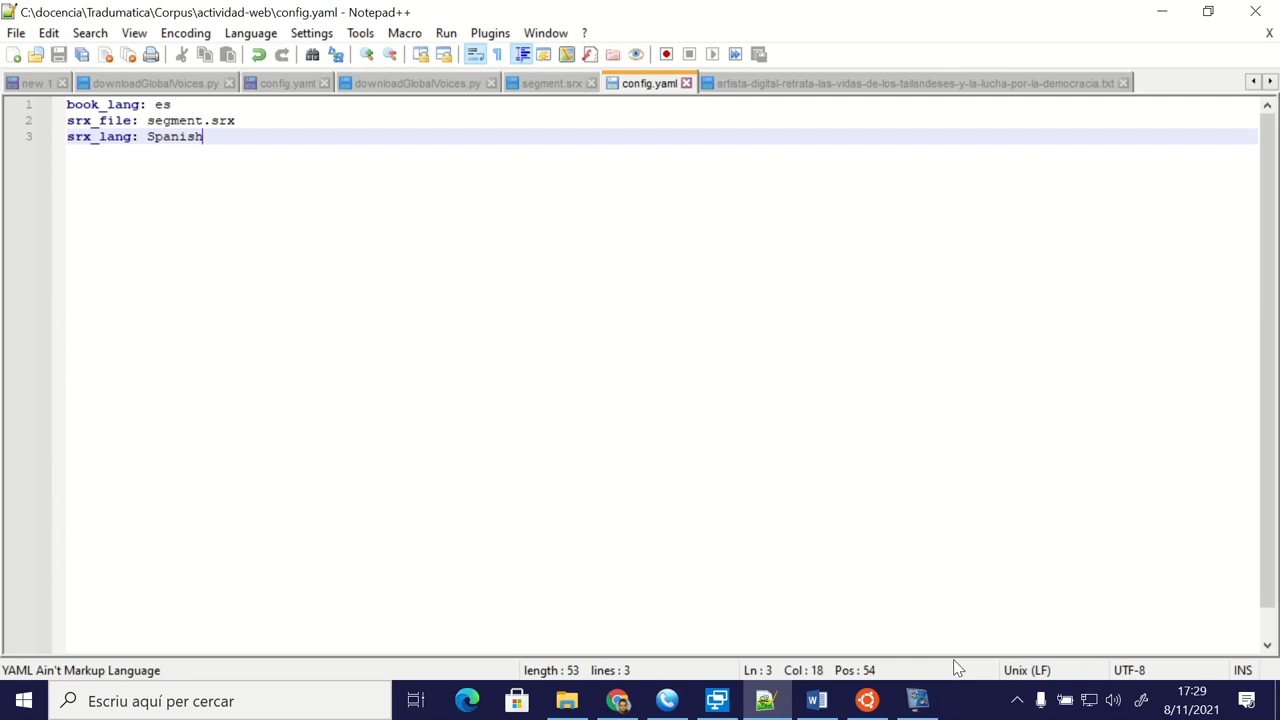 C:\docencia\Tradumatica\Corpus\actividad-web\config.yaml - Notepad++
File Edit Search View Encoding Language Settings Tools Macro Run Plugins Window ? X
new 1 downloadGlobalVoices.py config.yaml downloadGlobalVoices.py segment.srx config.yaml artista-digital-retrata-las-vidas-de-los-tailandeses-y-la-lucha-por-la-democracia.txt
1 book_lang: es
2 srx_file: segment.srx
3 srx_lang: Spanish
YAML Ain't Markup Language length : 53 lines : 3 Ln : 3 Col : 18 Pos : 54 Unix (LF) UTF-8 INS
Escriu aquí per cercar
17:29
8/11/2021